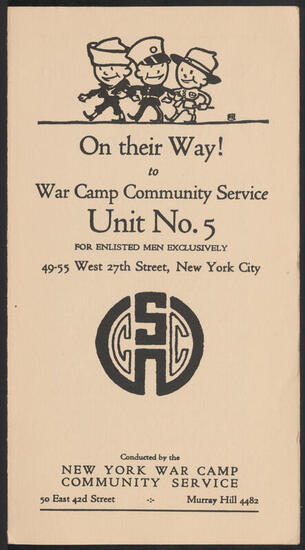 On their Way!
to
War Camp Community Service
Unit No. 5
FOR ENLISTED MEN EXCLUSIVELY
49-55 West 27th Street, New York City
WCCS
Conducted by the
NEW YORK WAR CAMP
COMMUNITY SERVICE
50 East 42d Street -:- Murray Hill 4482